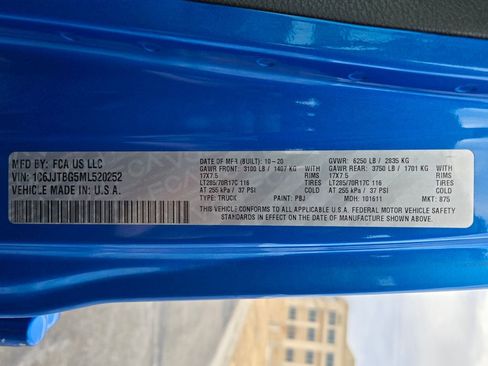 MFD BY: FCA US LLC
VIN: 1C6JJTBG5ML520252
VEHICLE MADE IN U.S.A.
DATE OF MFR (BUILT): 10-20 GVWR: 6250 LB / 2835 KG
GAWR FRONT: 3100 LB / 1407 KG WITH GAWR REAR: 3750 LB / 1701 KG WITH
17X7.5 RIMS 17X7.5 RIMS
LT285/70R17C 116 TIRES LT285/70R17C 116 TIRES
AT 255 kPa / 37 PSI COLD AT 255 kPa / 37 PSI COLD
TYPE: TRUCK PAINT: PBJ MDH: 101611 MKT: 875
THIS VEHICLE CONFORMS TO ALL APPLICABLE U.S.A. FEDERAL MOTOR VEHICLE SAFETY
STANDARDS IN EFFECT ON THE DATE OF MANUFACTURE SHOWN ABOVE.